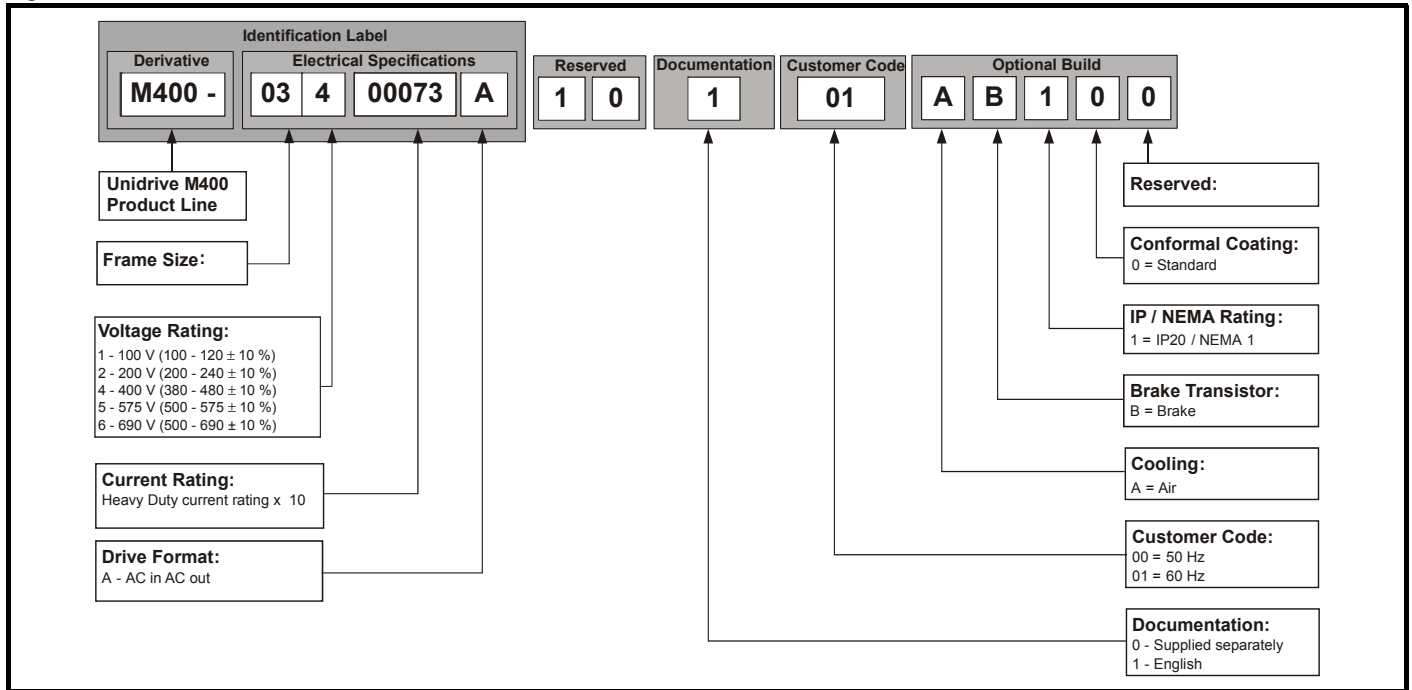 Identification Label
Derivative
Electrical Specifications
Reserved
Documentation
Customer Code
Optional Build
M400 -
03 4 00073 A
1 0
1
01
A B 1 0 0
Unidrive M400
Product Line
Frame Size:
Voltage Rating:
1 - 100 V (100 - 120 ± 10 %)
2 - 200 V (200 - 240 ± 10 %)
4 - 400 V (380 - 480 ± 10 %)
5 - 575 V (500 - 575 ± 10 %)
6 - 690 V (500 - 690 ± 10 %)
Current Rating:
Heavy Duty current rating x 10
Drive Format:
A - AC in AC out
Reserved:
Conformal Coating:
0 = Standard
IP / NEMA Rating:
1 = IP20 / NEMA 1
Brake Transistor:
B = Brake
Cooling:
A = Air
Customer Code:
00 = 50 Hz
01 = 60 Hz
Documentation:
0 - Supplied separately
1 - English